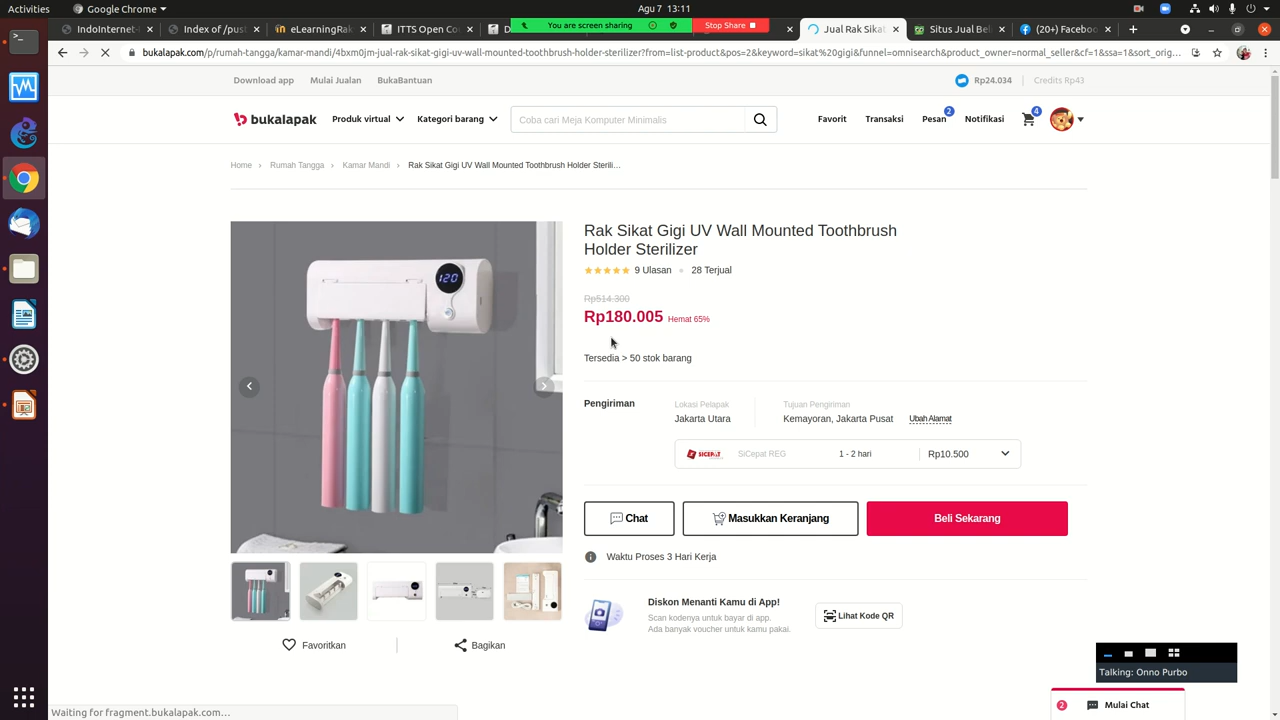 Google Chrome
IndoInternet-
Index of /pust
eLearningRak
ITTS Open Co
You are screen sharing
Stop Share
Jual Rak Sika
Situs Jual Beli
(20+) Faceboo
bukalapak.com/p/rumah-tangga/kamar-mandi/4bxm0jm-jual-rak-sikat-gigi-uv-wall-mounted-toothbrush-holder-sterilizer?from=list-product&pos=2&keyword=sikat%20gigi&funnel=omnisearch&product_owner=normal_seller&cf=1&ssa=1&sort_orig...
Download app
Mulai Jualan
BukaBantuan
Rp24.034
Credits Rp43
bukalapak
Produk virtual
Kategori barang
Coba cari Meja Komputer Minimalis
Favorit
Transaksi
Pesan
2
Notifikasi
4
Home › Rumah Tangga › Kamar Mandi › Rak Sikat Gigi UV Wall Mounted Toothbrush Holder Sterili…
120
Rak Sikat Gigi UV Wall Mounted Toothbrush
Holder Sterilizer
9 Ulasan
28 Terjual
Rp514.300
Rp180.005 Hemat 65%
Tersedia > 50 stok barang
Pengiriman
Lokasi Pelapak
Tujuan Pengiriman
Jakarta Utara
Kemayoran, Jakarta Pusat
Ubah Alamat
SICEPAT
SiCepat REG
1 - 2 hari
Rp10.500
Chat
Masukkan Keranjang
Beli Sekarang
Waktu Proses 3 Hari Kerja
Diskon Menanti Kamu di App!
Scan kodenya untuk bayar di app.
Ada banyak voucher untuk kamu pakai.
Lihat Kode QR
Favoritkan
Bagikan
Talking: Onno Purbo
2
Mulai Chat
Waiting for fragment.bukalapak.com...